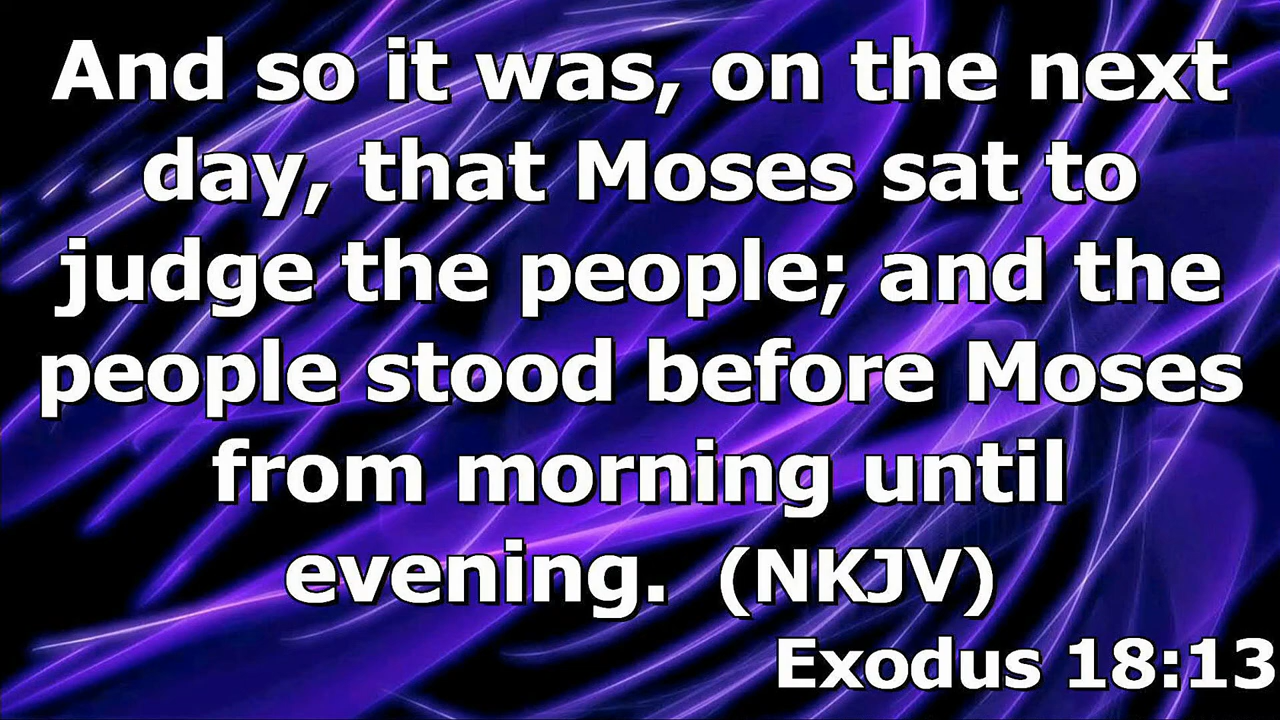 And so it was, on the next
day, that Moses sat to
judge the people; and the
people stood before Moses
from morning until
evening.  (NKJV)
Exodus 18:13